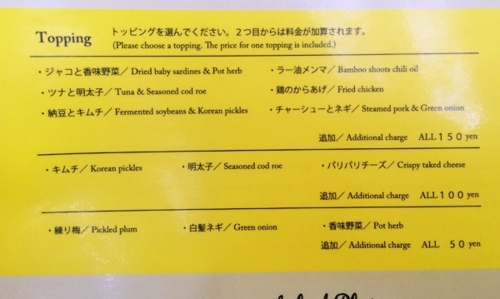 Topping トッピングを選んでください。２つ目からは料金が加算されます。
(Please choose a topping. The price for one topping is included.)
・ジャコと香味野菜／Dried baby sardines & Pot herb ・ラー油メンマ／Bamboo shoots chili oil
・ツナと明太子／Tuna & Seasoned cod roe ・鶏のからあげ／Fried chicken
・納豆とキムチ／Fermented soybeans & Korean pickles ・チャーシューとネギ／Steamed pork & Green onion
追加／Additional charge ALL１５０yen
・キムチ／Korean pickles ・明太子／Seasoned cod roe ・パリパリチーズ／Crispy taked cheese
追加／Additional charge ALL１００yen
・練り梅／Pickled plum ・白髪ネギ／Green onion ・香味野菜／Pot herb
追加／Additional charge ALL ５０yen